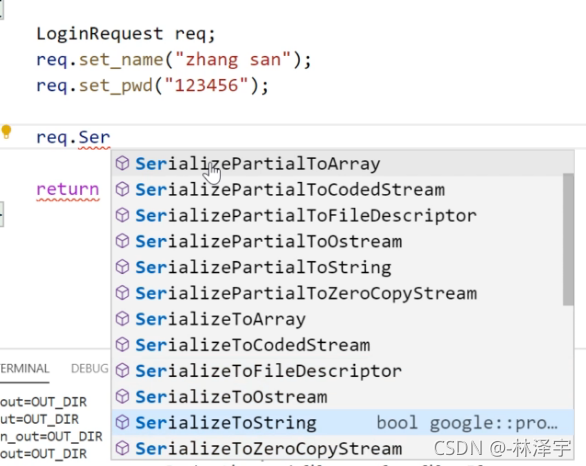 LoginRequest req;
req.set_name("zhang san");
req.set_pwd("123456");
req.Ser
SerializePartialToArray
SerializePartialToCodedStream
return
SerializePartialToFileDescriptor
SerializePartialToOstream
SerializePartialToString
SerializePartialToZeroCopyStream
SerializeToArray
SerializeToCodedStream
TERMINAL DEBUG
SerializeToFileDescriptor
out=OUT_DIR
SerializeToOstream
ut=OUT_DIR
SerializeToString bool google::pro…
n_out=OUT_DIR
SerializeToZeroCopyStream
out=OUT_DIR
CSDN @-林泽宇